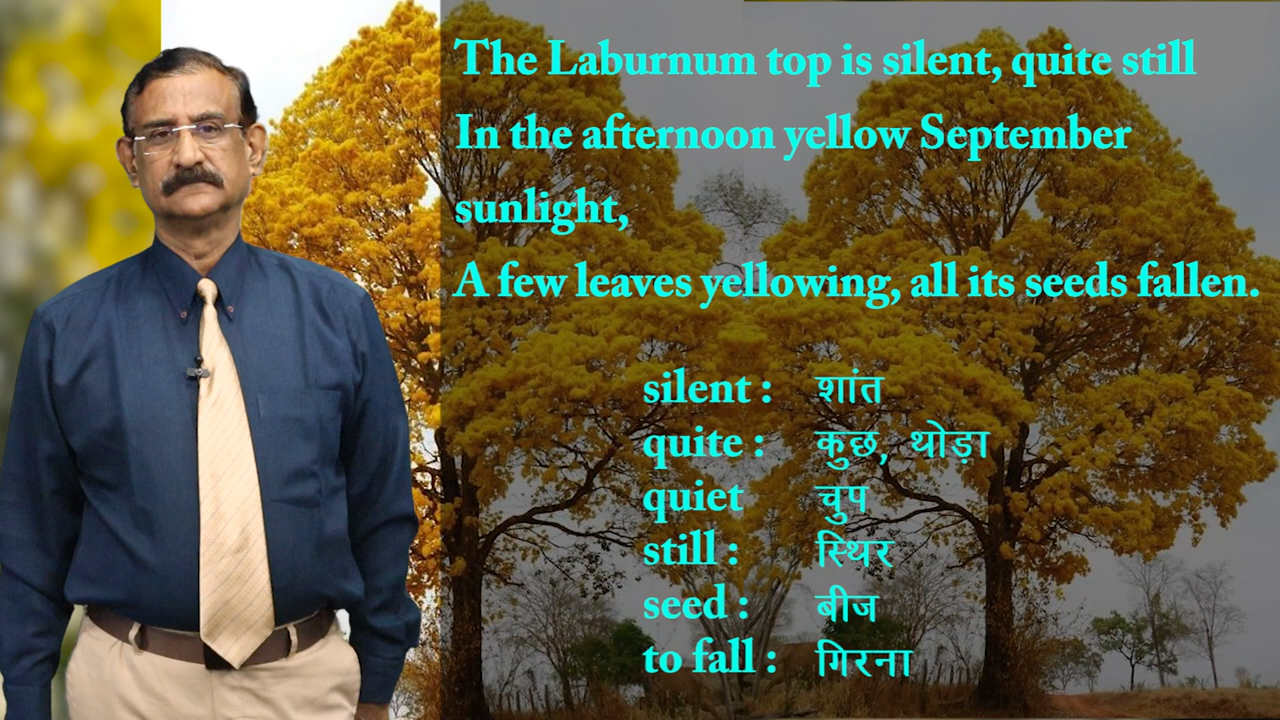 The Laburnum top is silent, quite still
In the afternoon yellow September
sunlight,
A few leaves yellowing, all its seeds fallen.
silent : शांत
quite : कुछ, थोड़ा
quiet चुप
still : स्थिर
seed : बीज
to fall : गिरना